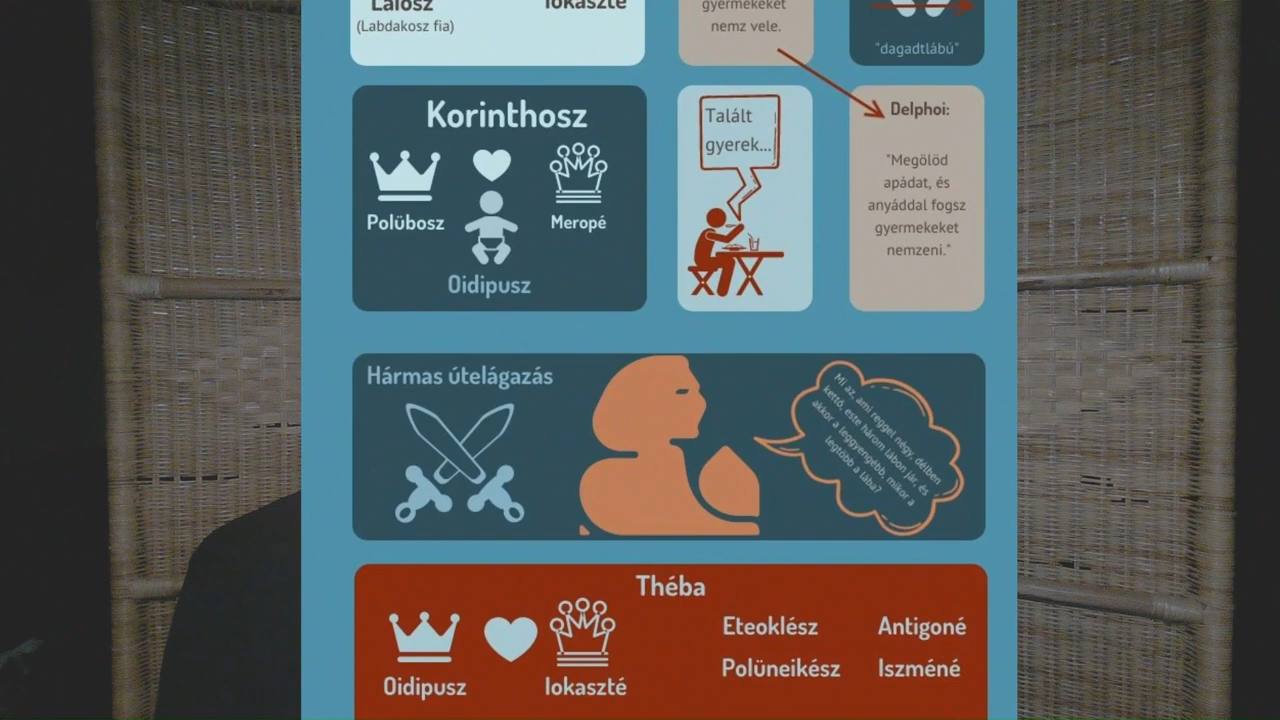 Laiosz
Iokaszté
(Labdakosz fia)
gyermekeket
nemz vele.
"dagadtlábú"
Korinthosz
Polübosz
Meropé
Oidipusz
Talált
gyerek...
Delphoi:
"Megölöd
apádat, és
anyáddal fogsz
gyermekeket
nemzeni."
Hármas útelágazás
Mi az, ami reggel négy, délben
kettő, este három lábon jár, és
akkor a leggyengébb, mikor a
legtöbb a lába?
Théba
Oidipusz
Iokaszté
Eteoklész
Antigoné
Polüneikész
Iszméné